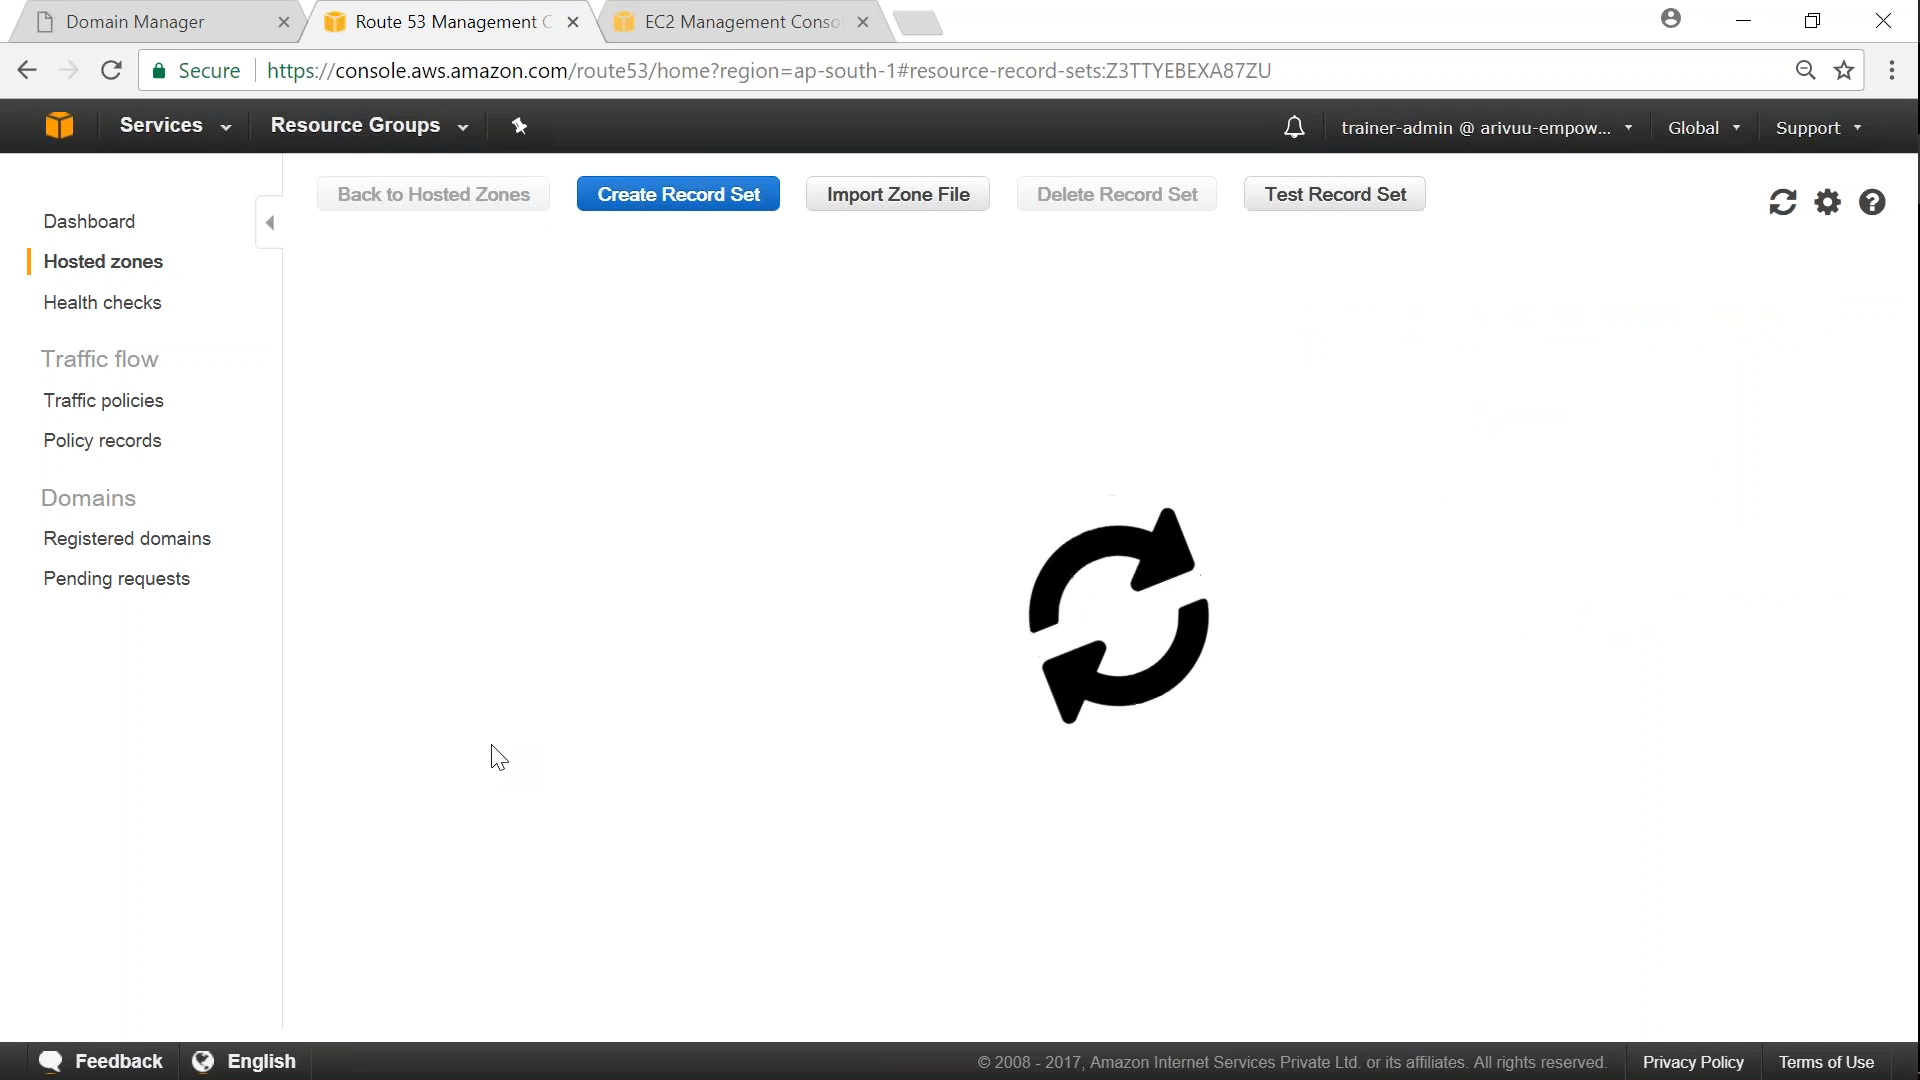 Domain Manager
Route 53 Management C
EC2 Management Conso
Secure https://console.aws.amazon.com/route53/home?region=ap-south-1#resource-record-sets:Z3TTYEBEXA87ZU
Services Resource Groups trainer-admin @ arivuu-empow... Global Support
Back to Hosted Zones Create Record Set Import Zone File Delete Record Set Test Record Set
Dashboard
Hosted zones
Health checks
Traffic flow
Traffic policies
Policy records
Domains
Registered domains
Pending requests
Feedback English © 2008 - 2017, Amazon Internet Services Private Ltd. or its affiliates. All rights reserved. Privacy Policy Terms of Use